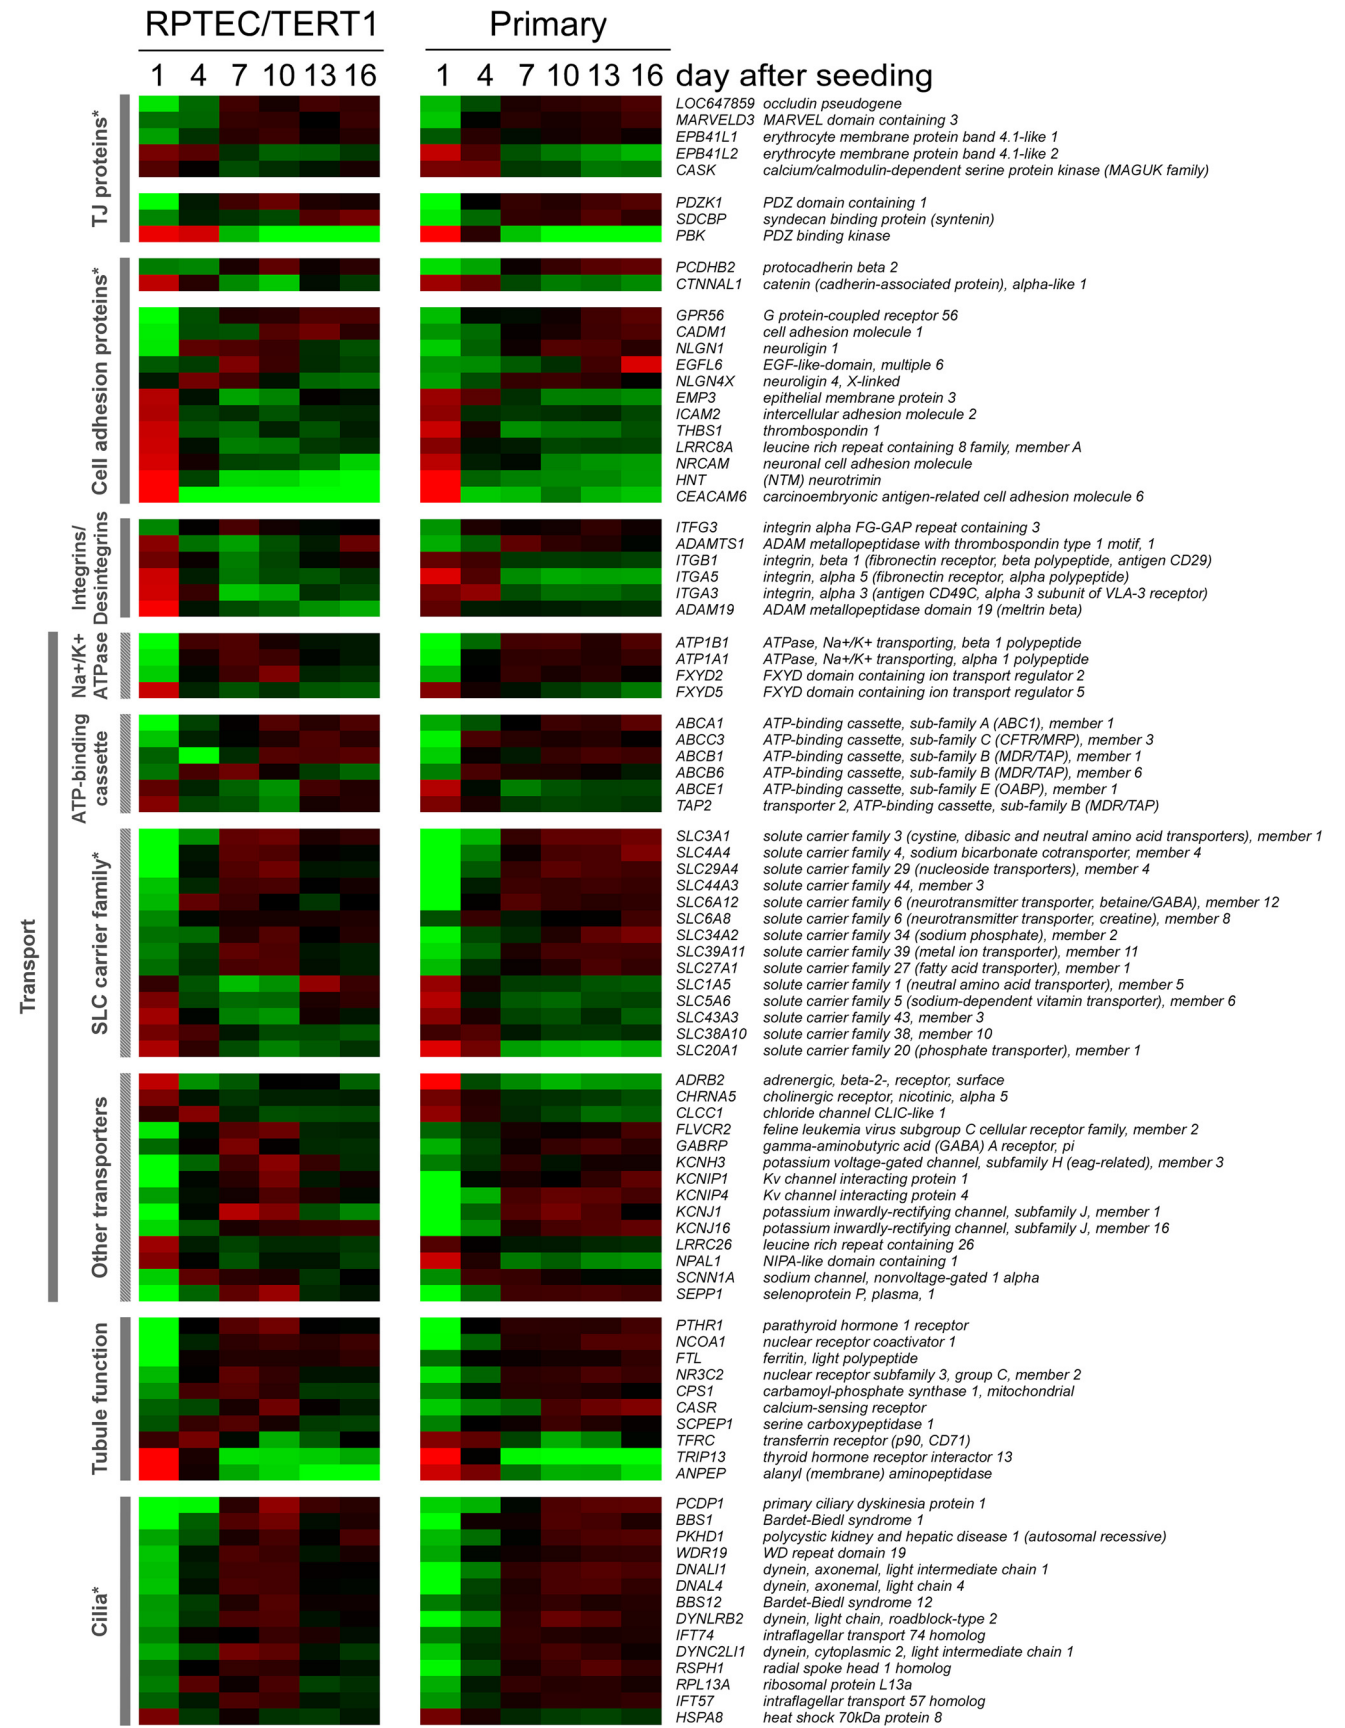 RPTEC/TERT1 Primary
1 4 7 10 13 16 1 4 7 10 13 16 day after seeding
TJ proteins*
LOC647859 occludin pseudogene
MARVELD3 MARVEL domain containing 3
EPB41L1 erythrocyte membrane protein band 4.1-like 1
EPB41L2 erythrocyte membrane protein band 4.1-like 2
CASK calcium/calmodulin-dependent serine protein kinase (MAGUK family)
PDZK1 PDZ domain containing 1
SDCBP syndecan binding protein (syntenin)
PBK PDZ binding kinase
Cell adhesion proteins*
PCDHB2 protocadherin beta 2
CTNNAL1 catenin (cadherin-associated protein), alpha-like 1
GPR56 G protein-coupled receptor 56
CADM1 cell adhesion molecule 1
NLGN1 neuroligin 1
EGFL6 EGF-like-domain, multiple 6
NLGN4X neuroligin 4, X-linked
EMP3 epithelial membrane protein 3
ICAM2 intercellular adhesion molecule 2
THBS1 thrombospondin 1
LRRC8A leucine rich repeat containing 8 family, member A
NRCAM neuronal cell adhesion molecule
HNT (NTM) neurotrimin
CEACAM6 carcinoembryonic antigen-related cell adhesion molecule 6
Integrins/
Desintegrins
ITFG3 integrin alpha FG-GAP repeat containing 3
ADAMTS1 ADAM metallopeptidase with thrombospondin type 1 motif, 1
ITGB1 integrin, beta 1 (fibronectin receptor, beta polypeptide, antigen CD29)
ITGA5 integrin, alpha 5 (fibronectin receptor, alpha polypeptide)
ITGA3 integrin, alpha 3 (antigen CD49C, alpha 3 subunit of VLA-3 receptor)
ADAM19 ADAM metallopeptidase domain 19 (meltrin beta)
Transport
Na+/K+
ATPase
ATP1B1 ATPase, Na+/K+ transporting, beta 1 polypeptide
ATP1A1 ATPase, Na+/K+ transporting, alpha 1 polypeptide
FXYD2 FXYD domain containing ion transport regulator 2
FXYD5 FXYD domain containing ion transport regulator 5
ATP-binding
cassette
ABCA1 ATP-binding cassette, sub-family A (ABC1), member 1
ABCC3 ATP-binding cassette, sub-family C (CFTR/MRP), member 3
ABCB1 ATP-binding cassette, sub-family B (MDR/TAP), member 1
ABCB6 ATP-binding cassette, sub-family B (MDR/TAP), member 6
ABCE1 ATP-binding cassette, sub-family E (OABP), member 1
TAP2 transporter 2, ATP-binding cassette, sub-family B (MDR/TAP)
SLC carrier family*
SLC3A1 solute carrier family 3 (cystine, dibasic and neutral amino acid transporters), member 1
SLC4A4 solute carrier family 4, sodium bicarbonate cotransporter, member 4
SLC29A4 solute carrier family 29 (nucleoside transporters), member 4
SLC44A3 solute carrier family 44, member 3
SLC6A12 solute carrier family 6 (neurotransmitter transporter, betaine/GABA), member 12
SLC6A8 solute carrier family 6 (neurotransmitter transporter, creatine), member 8
SLC34A2 solute carrier family 34 (sodium phosphate), member 2
SLC39A11 solute carrier family 39 (metal ion transporter), member 11
SLC27A1 solute carrier family 27 (fatty acid transporter), member 1
SLC1A5 solute carrier family 1 (neutral amino acid transporter), member 5
SLC5A6 solute carrier family 5 (sodium-dependent vitamin transporter), member 6
SLC43A3 solute carrier family 43, member 3
SLC38A10 solute carrier family 38, member 10
SLC20A1 solute carrier family 20 (phosphate transporter), member 1
Other transporters
ADRB2 adrenergic, beta-2-, receptor, surface
CHRNA5 cholinergic receptor, nicotinic, alpha 5
CLCC1 chloride channel CLIC-like 1
FLVCR2 feline leukemia virus subgroup C cellular receptor family, member 2
GABRP gamma-aminobutyric acid (GABA) A receptor, pi
KCNH3 potassium voltage-gated channel, subfamily H (eag-related), member 3
KCNIP1 Kv channel interacting protein 1
KCNIP4 Kv channel interacting protein 4
KCNJ1 potassium inwardly-rectifying channel, subfamily J, member 1
KCNJ16 potassium inwardly-rectifying channel, subfamily J, member 16
LRRC26 leucine rich repeat containing 26
NPAL1 NIPA-like domain containing 1
SCNN1A sodium channel, nonvoltage-gated 1 alpha
SEPP1 selenoprotein P, plasma, 1
Tubule function
PTHR1 parathyroid hormone 1 receptor
NCOA1 nuclear receptor coactivator 1
FTL ferritin, light polypeptide
NR3C2 nuclear receptor subfamily 3, group C, member 2
CPS1 carbamoyl-phosphate synthase 1, mitochondrial
CASR calcium-sensing receptor
SCPEP1 serine carboxypeptidase 1
TFRC transferrin receptor (p90, CD71)
TRIP13 thyroid hormone receptor interactor 13
ANPEP alanyl (membrane) aminopeptidase
Cilia*
PCDP1 primary ciliary dyskinesia protein 1
BBS1 Bardet-Biedl syndrome 1
PKHD1 polycystic kidney and hepatic disease 1 (autosomal recessive)
WDR19 WD repeat domain 19
DNALI1 dynein, axonemal, light intermediate chain 1
DNAL4 dynein, axonemal, light chain 4
BBS12 Bardet-Biedl syndrome 12
DYNLRB2 dynein, light chain, roadblock-type 2
IFT74 intraflagellar transport 74 homolog
DYNC2LI1 dynein, cytoplasmic 2, light intermediate chain 1
RSPH1 radial spoke head 1 homolog
RPL13A ribosomal protein L13a
IFT57 intraflagellar transport 57 homolog
HSPA8 heat shock 70kDa protein 8